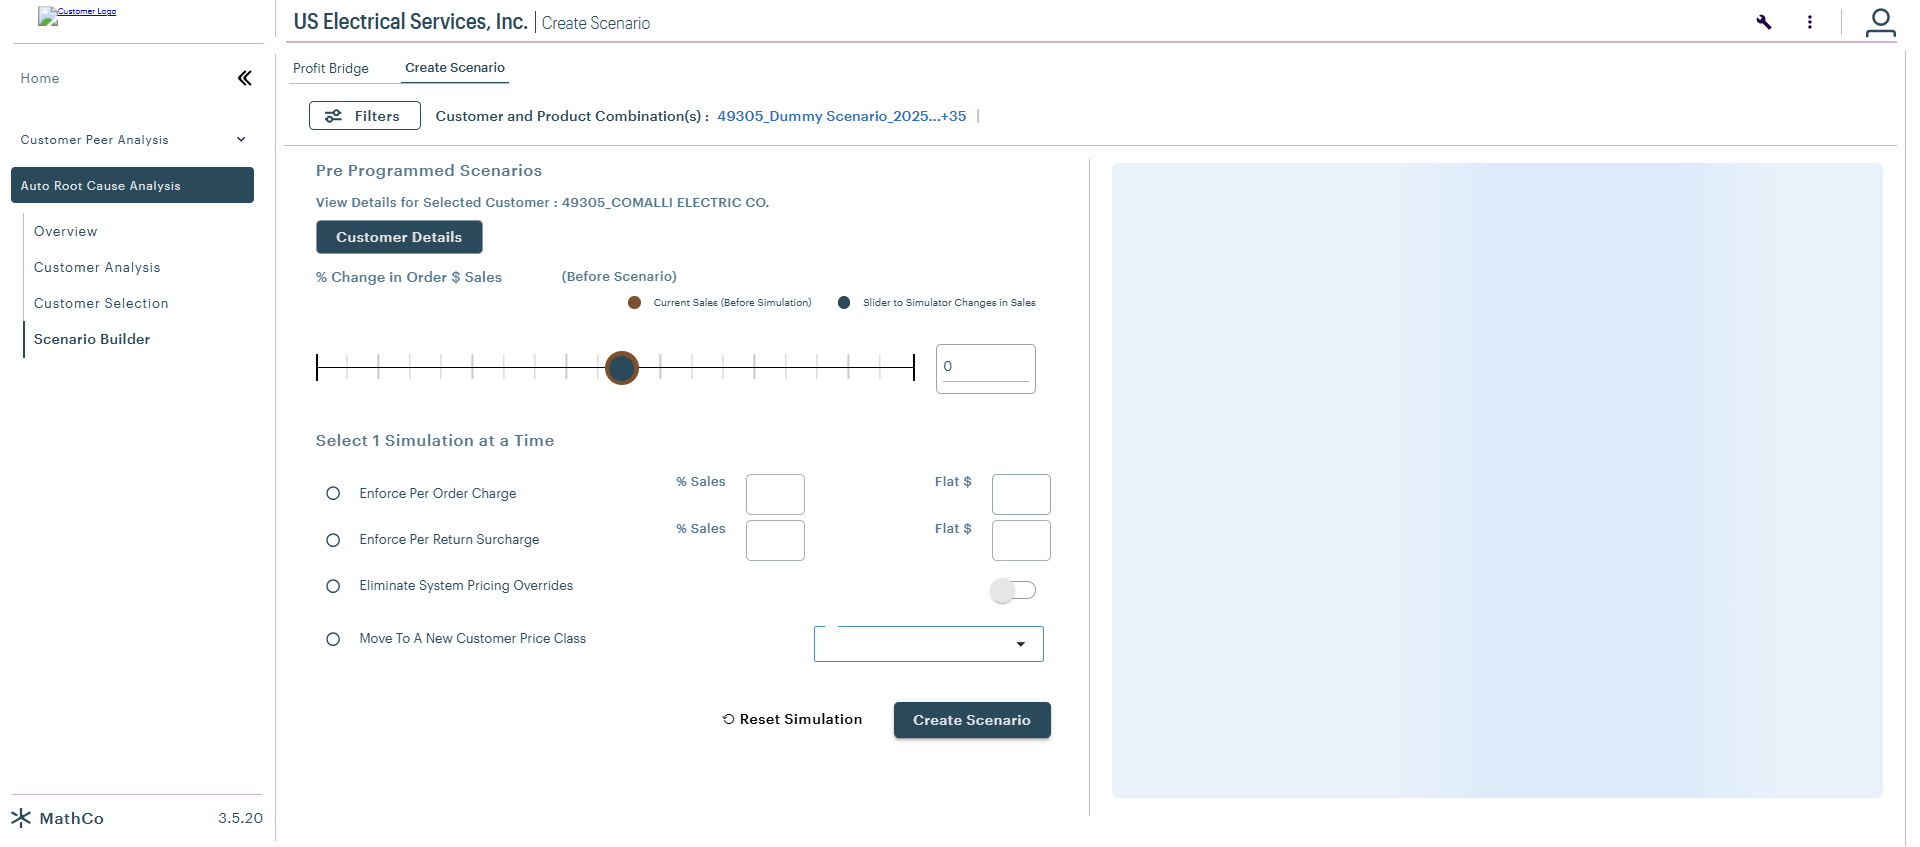 Customer Logo
US Electrical Services, Inc. | Create Scenario
Home
Customer Peer Analysis
Auto Root Cause Analysis
Overview
Customer Analysis
Customer Selection
Scenario Builder
MathCo 3.5.20
Profit Bridge Create Scenario
Filters Customer and Product Combination(s) : 49305_Dummy Scenario_2025...+35 |
Pre Programmed Scenarios
View Details for Selected Customer : 49305_COMALLI ELECTRIC CO.
Customer Details
% Change in Order $ Sales (Before Scenario)
Current Sales (Before Simulation) Slider to Simulator Changes in Sales
0
Select 1 Simulation at a Time
Enforce Per Order Charge % Sales Flat $
Enforce Per Return Surcharge % Sales Flat $
Eliminate System Pricing Overrides
Move To A New Customer Price Class
Reset Simulation Create Scenario